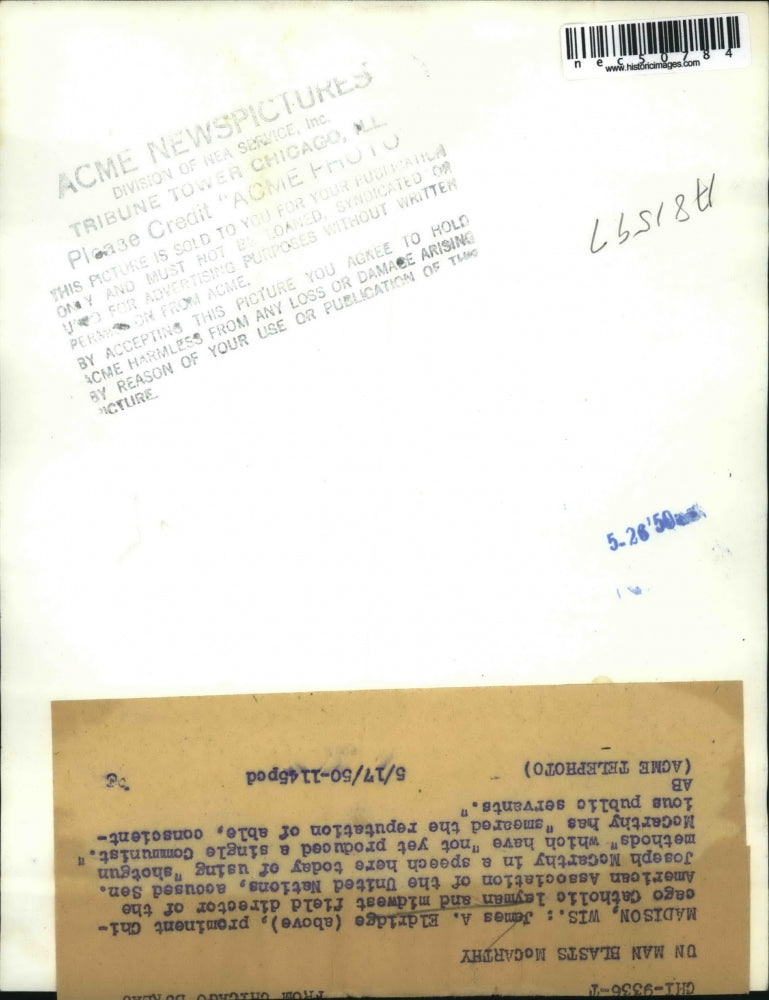 nec50784
www.historicimages.com
ACME NEWSPICTURES
DIVISION OF NEA SERVICE, Inc.
TRIBUNE TOWER CHICAGO, ILL
Please Credit "ACME PHOTO
THIS PICTURE IS SOLD TO YOU FOR YOUR PUBLICATION
ONLY AND MUST NOT BE LOANED, SYNDICATED OR
USED FOR ADVERTISING PURPOSES WITHOUT WRITTEN
PERMISSION FROM ACME.
BY ACCEPTING THIS PICTURE YOU AGREE TO HOLD
ACME HARMLESS FROM ANY LOSS OR DAMAGE ARISING
BY REASON OF YOUR USE OR PUBLICATION OF THIS
PICTURE.
5-26'50
FROM CHICAGO BUREAU
CHI-9336-T
UN MAN BLASTS McCARTHY
MADISON, WIS.: James A. Eldridge (above), prominent Chi-
cago Catholic layman and midwest field director of the
American Association of the United Nations, accused Sen.
Joseph McCarthy in a speech here today of using "shotgun
methods" which have "not yet produced a single Communist."
McCarthy has "smeared the reputation of able, conscient-
ious public servants."
AB
(ACME TELEPHOTO) 5/17/50-1145pcd